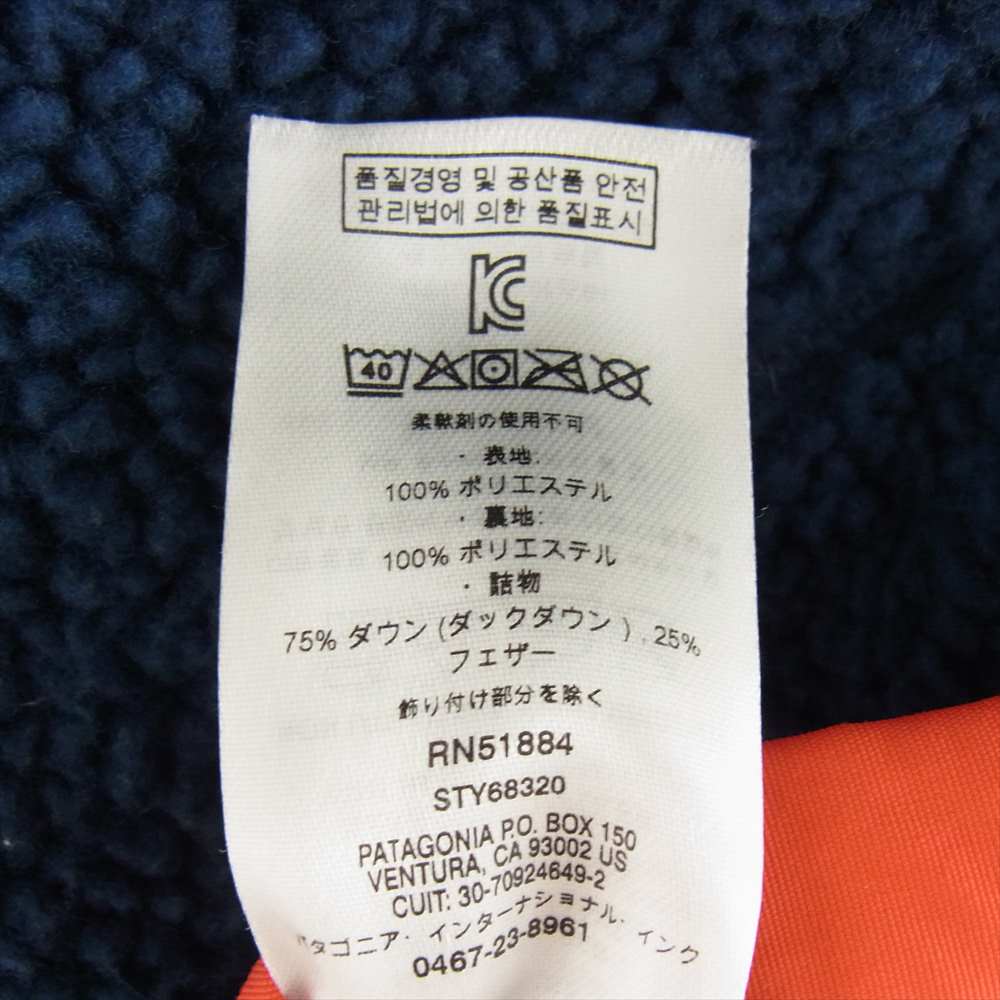 품질경영 및 공산품 안전
관리법에 의한 품질표시
KC
40
柔軟剤の使用不可
・表地:
100% ポリエステル
・裏地:
100% ポリエステル
・詰物
75% ダウン (ダックダウン ) , 25%
フェザー
飾り付け部分を除く
RN51884
STY68320
PATAGONIA P.O. BOX 150
VENTURA, CA 93002 US
CUIT: 30-70924649-2
パタゴニア・インターナショナル・インク
0467-23-8961